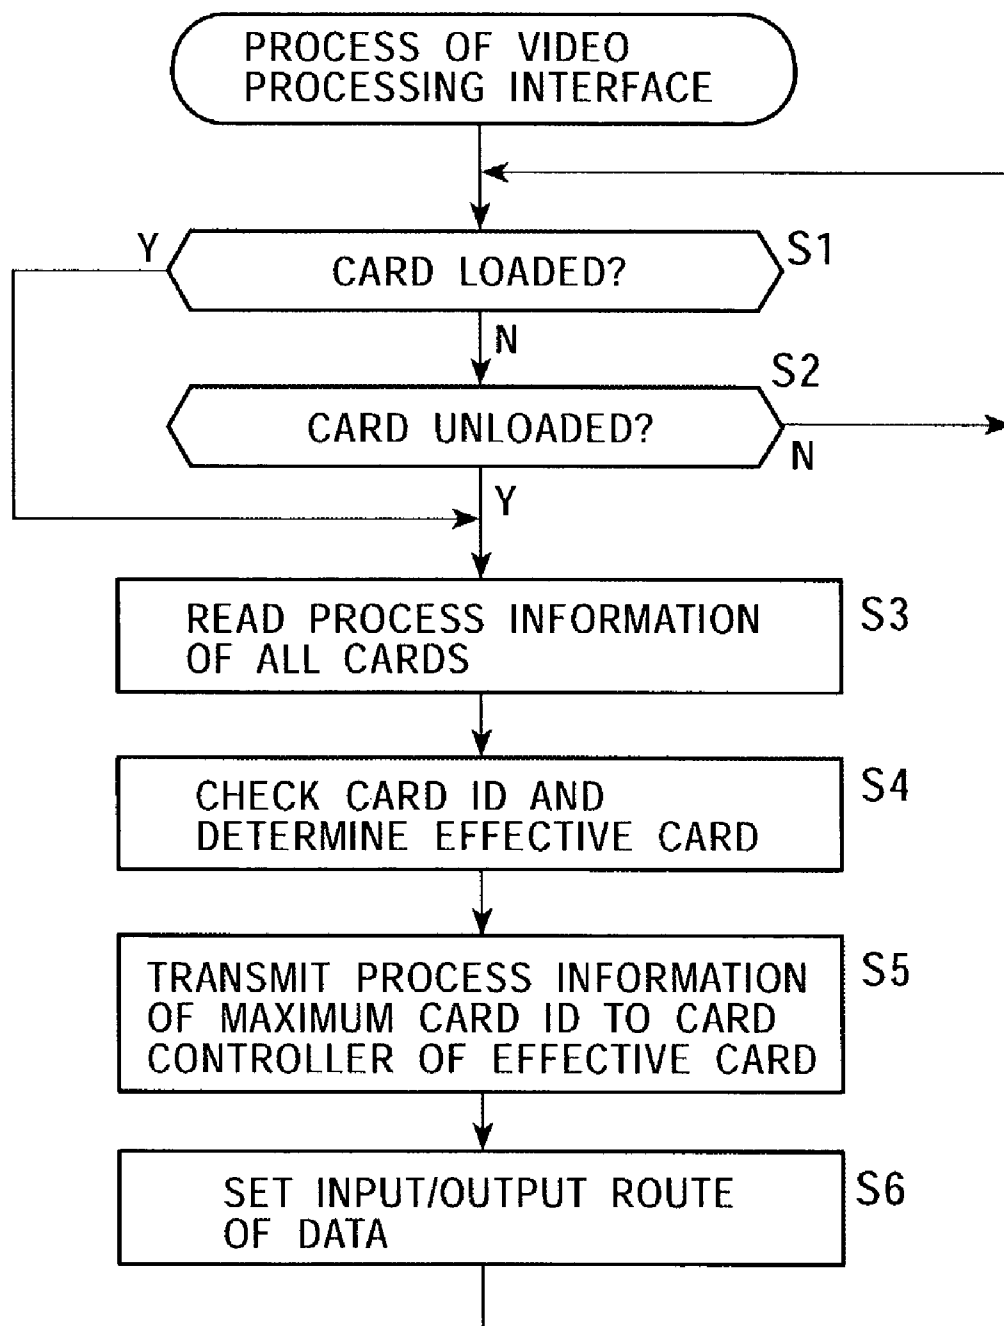 PROCESS OF VIDEO
PROCESSING INTERFACE
Y
CARD LOADED?
S1
N
S2
CARD UNLOADED?
N
Y
READ PROCESS INFORMATION
OF ALL CARDS
S3
CHECK CARD ID AND
DETERMINE EFFECTIVE CARD
S4
TRANSMIT PROCESS INFORMATION
OF MAXIMUM CARD ID TO CARD
CONTROLLER OF EFFECTIVE CARD
S5
SET INPUT/OUTPUT ROUTE
OF DATA
S6